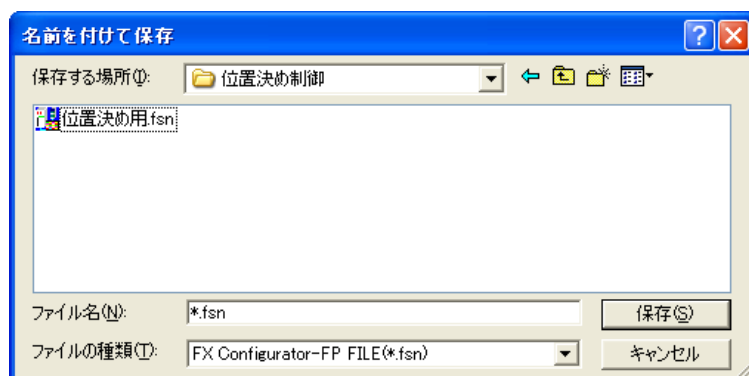 名前を付けて保存
保存する場所(I):
位置決め制御
位置決め用.fsn
ファイル名(N):
*.fsn
保存(S)
ファイルの種類(T):
FX Configurator-FP FILE(*.fsn)
キャンセル